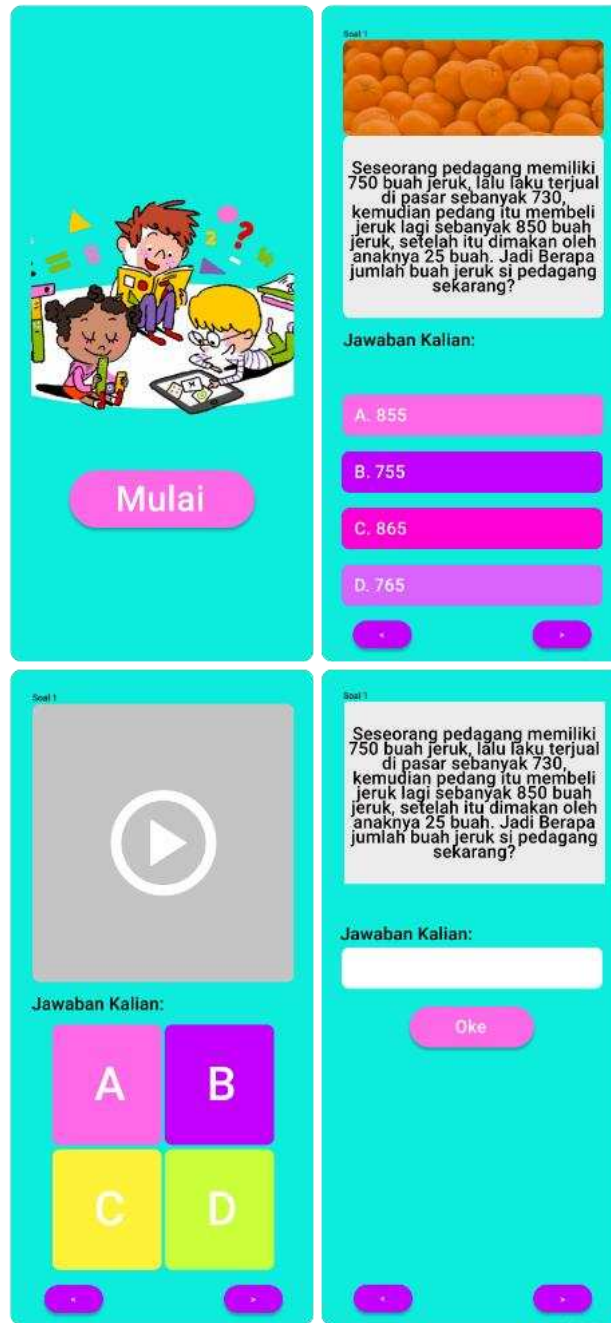 Mulai
Soal 1
Seseorang pedagang memiliki
750 buah jeruk, lalu laku terjual
di pasar sebanyak 730,
kemudian pedang itu membeli
jeruk lagi sebanyak 850 buah
jeruk, setelah itu dimakan oleh
anaknya 25 buah. Jadi Berapa
jumlah buah jeruk si pedagang
sekarang?
Jawaban Kalian:
A. 855
B. 755
C. 865
D. 765
<
>
Soal 1
Jawaban Kalian:
A
B
C
D
<
>
Soal 1
Seseorang pedagang memiliki
750 buah jeruk, lalu laku terjual
di pasar sebanyak 730,
kemudian pedang itu membeli
jeruk lagi sebanyak 850 buah
jeruk, setelah itu dimakan oleh
anaknya 25 buah. Jadi Berapa
jumlah buah jeruk si pedagang
sekarang?
Jawaban Kalian:
Oke
<
>